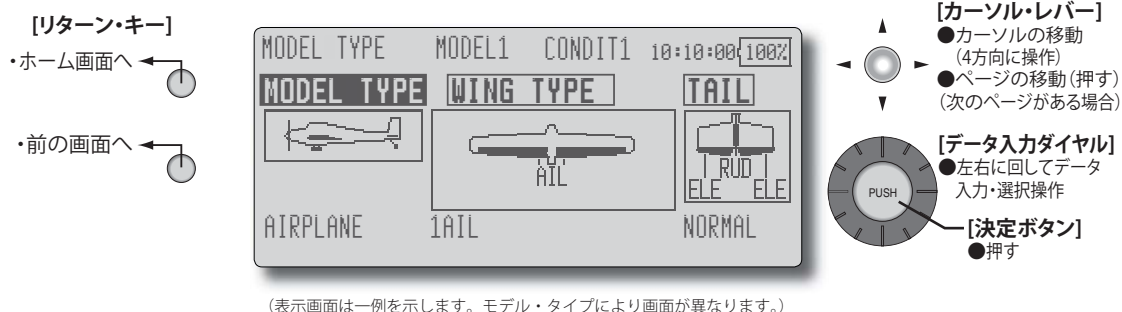 [リターン・キー]
・ホーム画面へ
・前の画面へ
MODEL TYPE MODEL1 CONDIT1 10:10:00 100%
MODEL TYPE WING TYPE TAIL
AIL
RUD
ELE ELE
AIRPLANE 1AIL NORMAL
[カーソル・レバー]
●カーソルの移動
(4方向に操作)
●ページの移動(押す)
(次のページがある場合)
[データ入力ダイヤル]
●左右に回してデータ
入力・選択操作
PUSH
[決定ボタン]
●押す
(表示画面は一例を示します。モデル・タイプにより画面が異なります。)